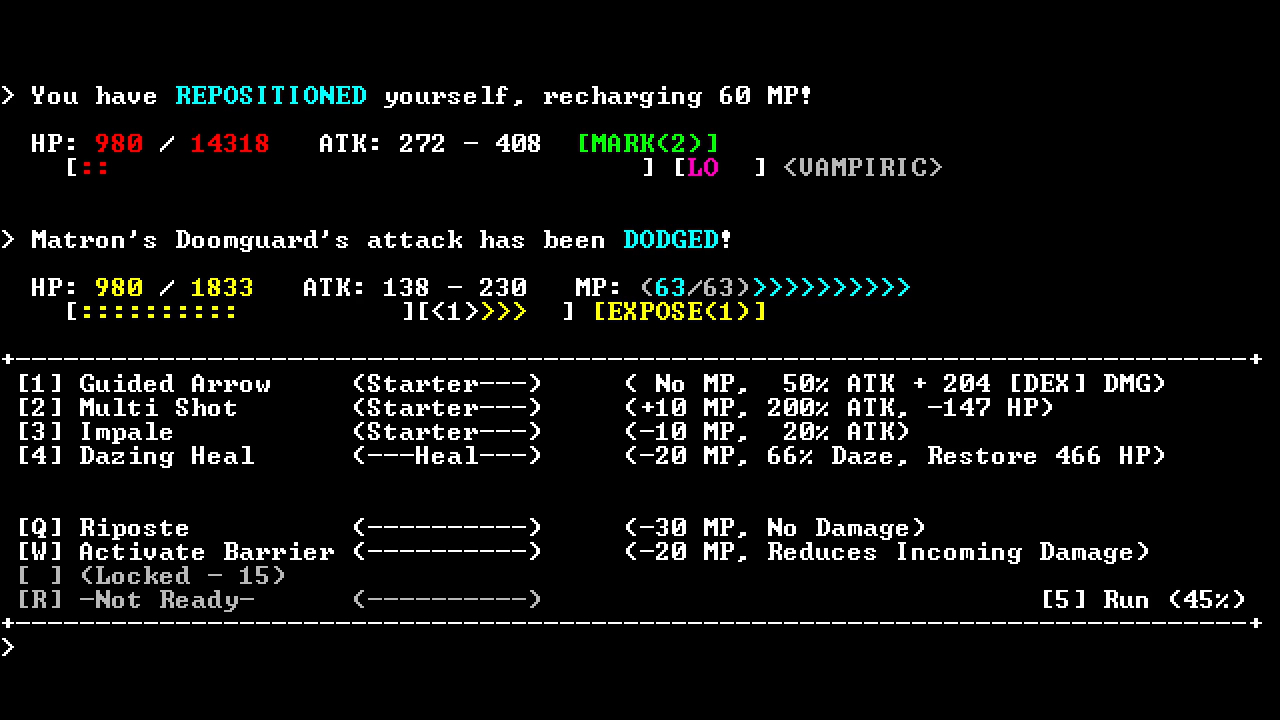 > You have REPOSITIONED yourself, recharging 60 MP!
HP: 980 / 14318   ATK: 272 - 408  [MARK(2)]
[::                                  ] [LO  ] <VAMPIRIC>
> Matron's Doomguard's attack has been DODGED!
HP: 980 / 1833   ATK: 138 - 230   MP: (63/63)>>>>>>>>>>
[::::::::::          ][<1>>>>  ] [EXPOSE(1)]
+-----------------------------------------------------------------------------+
[1] Guided Arrow     (Starter---)     ( No MP,  50% ATK + 204 [DEX] DMG)
[2] Multi Shot       (Starter---)     (+10 MP, 200% ATK, -147 HP)
[3] Impale           (Starter---)     (-10 MP,  20% ATK)
[4] Dazing Heal      (---Heal---)     (-20 MP, 66% Daze, Restore 466 HP)
[Q] Riposte          (----------)     (-30 MP, No Damage)
[W] Activate Barrier (----------)     (-20 MP, Reduces Incoming Damage)
[ ] (Locked - 15)
[R] -Not Ready-      (----------)                               [5] Run (45%)
+-----------------------------------------------------------------------------+
>